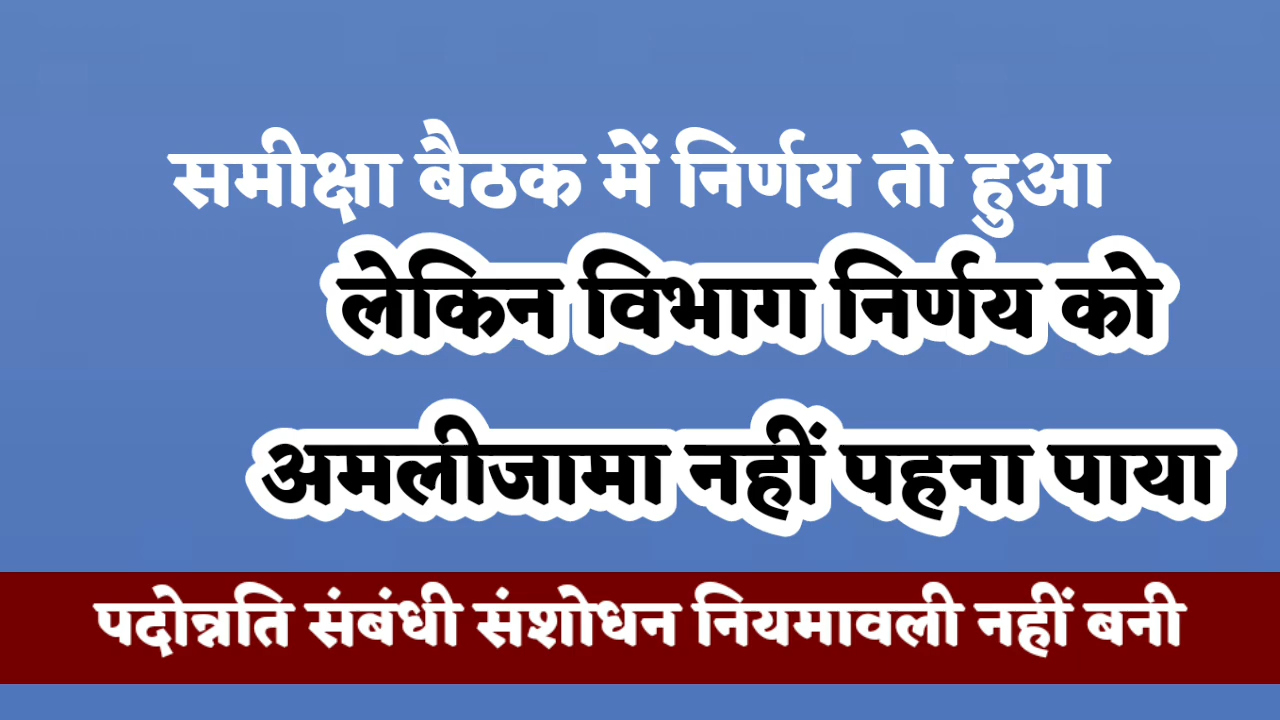 समीक्षा बैठक में निर्णय तो हुआ
लेकिन विभाग निर्णय को
अमलीजामा नहीं पहना पाया
पदोन्नति संबंधी संशोधन नियमावली नहीं बनी